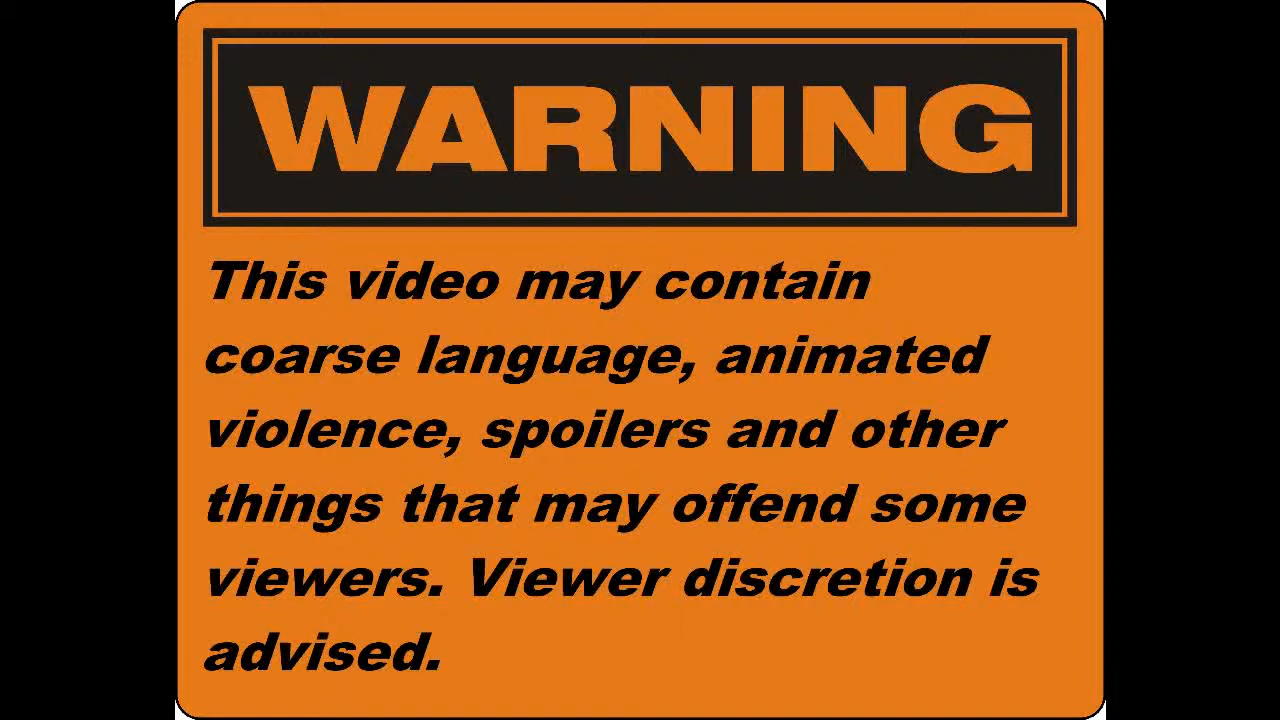 WARNING
This video may contain
coarse language, animated
violence, spoilers and other
things that may offend some
viewers. Viewer discretion is
advised.